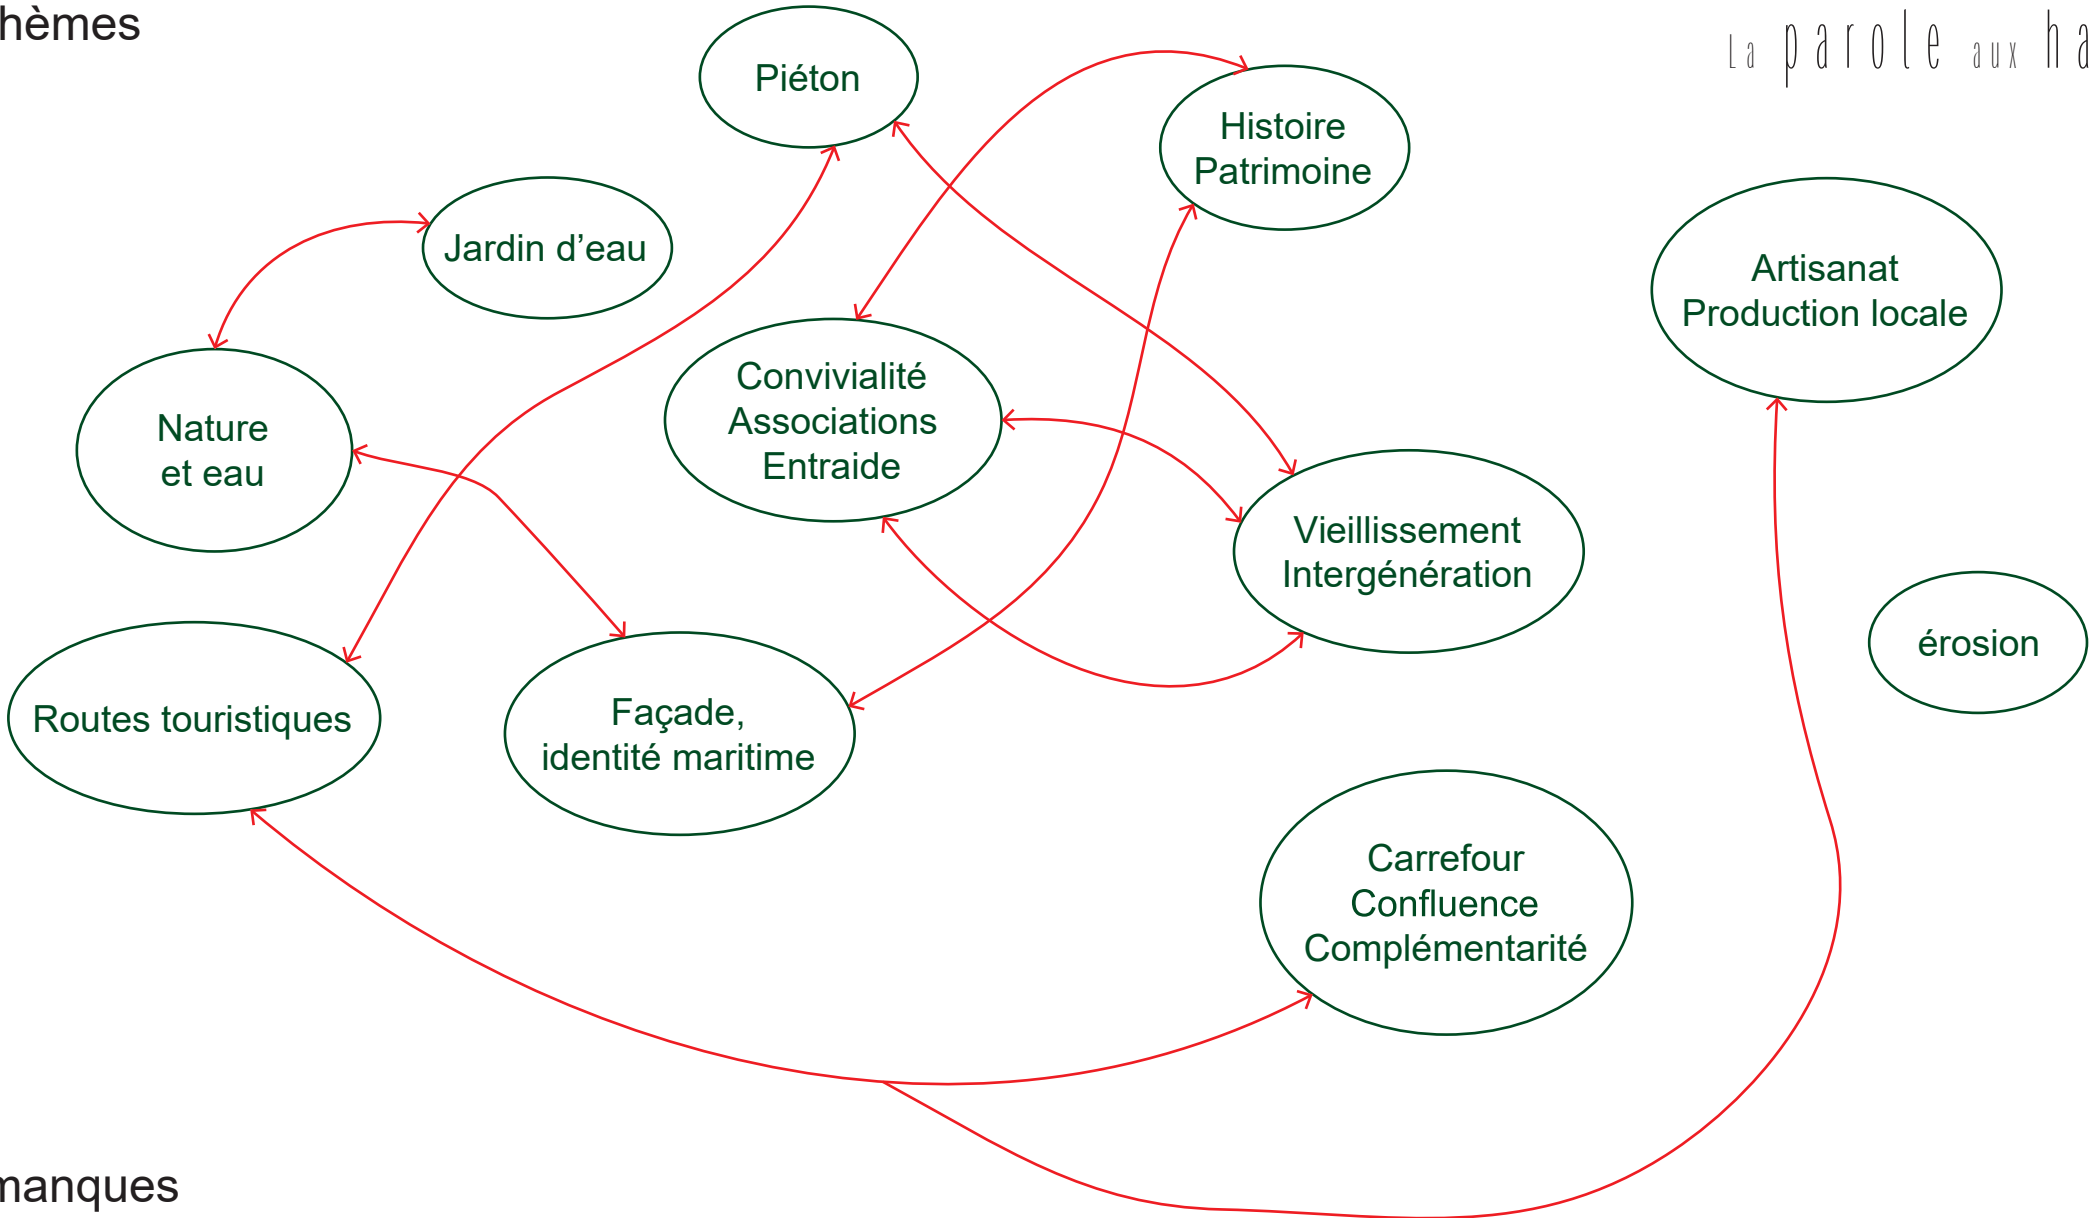 hèmes
La parole aux ha
Piéton
Histoire
Patrimoine
Jardin d’eau
Artisanat
Production locale
Convivialité
Associations
Entraide
Nature
et eau
Vieillissement
Intergénération
érosion
Routes touristiques
Façade,
identité maritime
Carrefour
Confluence
Complémentarité
manques